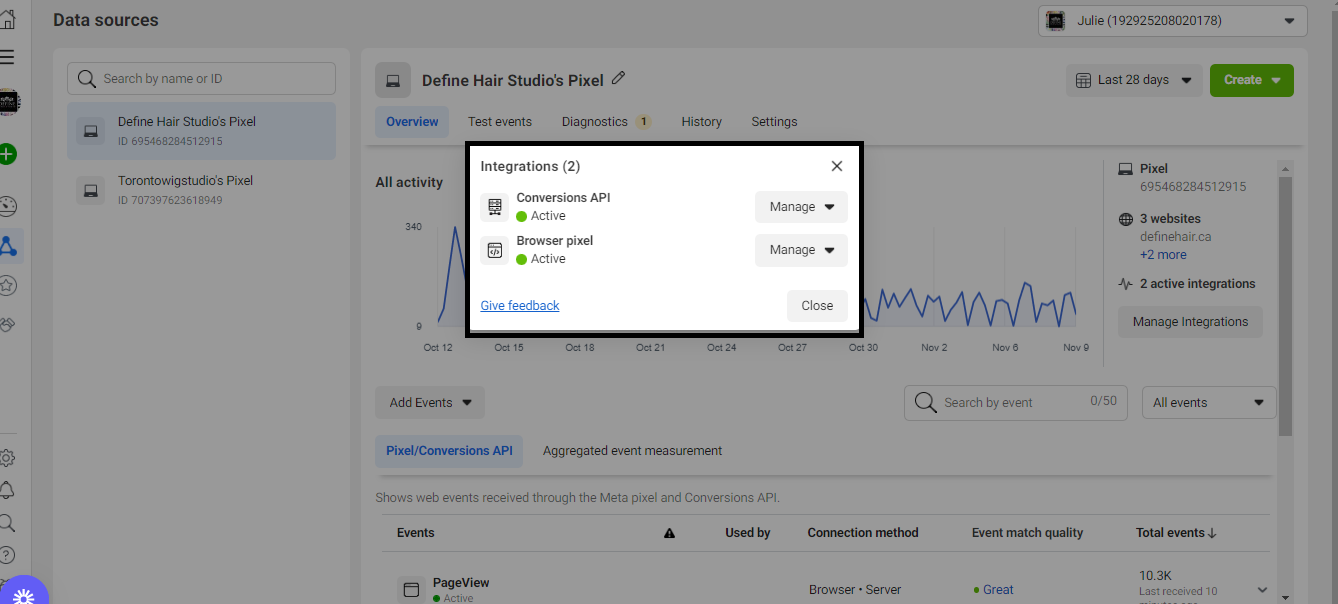 Data sources
Julie (192925208020178)
Search by name or ID
Define Hair Studio's Pixel
ID 695468284512915
Torontowigstudio's Pixel
ID 707397623618949
Define Hair Studio's Pixel
Last 28 days
Create
Overview
Test events
Diagnostics 1
History
Settings
All activity
340
9
Oct 12 Oct 15 Oct 18 Oct 21 Oct 24 Oct 27 Oct 30 Nov 2 Nov 6 Nov 9
Integrations (2)
Conversions API
Active
Manage
Browser pixel
Active
Manage
Give feedback
Close
Pixel
695468284512915
3 websites
definehair.ca
+2 more
2 active integrations
Manage Integrations
Add Events
Search by event 0/50
All events
Pixel/Conversions API
Aggregated event measurement
Shows web events received through the Meta pixel and Conversions API.
Events Used by Connection method Event match quality Total events
PageView
Active
Browser • Server
Great
10.3K
Last received 10
minutes ago